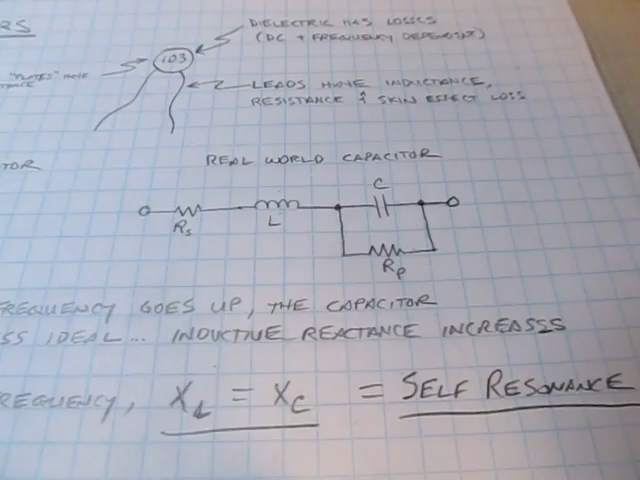 RS
DIELECTRIC HAS LOSSES
(DC + FREQUENCY DEPENDENT)
103
"PLATES" HAVE
LEADS HAVE INDUCTANCE,
RESISTANCE & SKIN EFFECT LOSS
TOR
REAL WORLD CAPACITOR
C
Rs
L
Rp
FREQUENCY GOES UP, THE CAPACITOR
SS IDEAL... INDUCTIVE REACTANCE INCREASES
REQUENCY, XL = XC = SELF RESONANCE